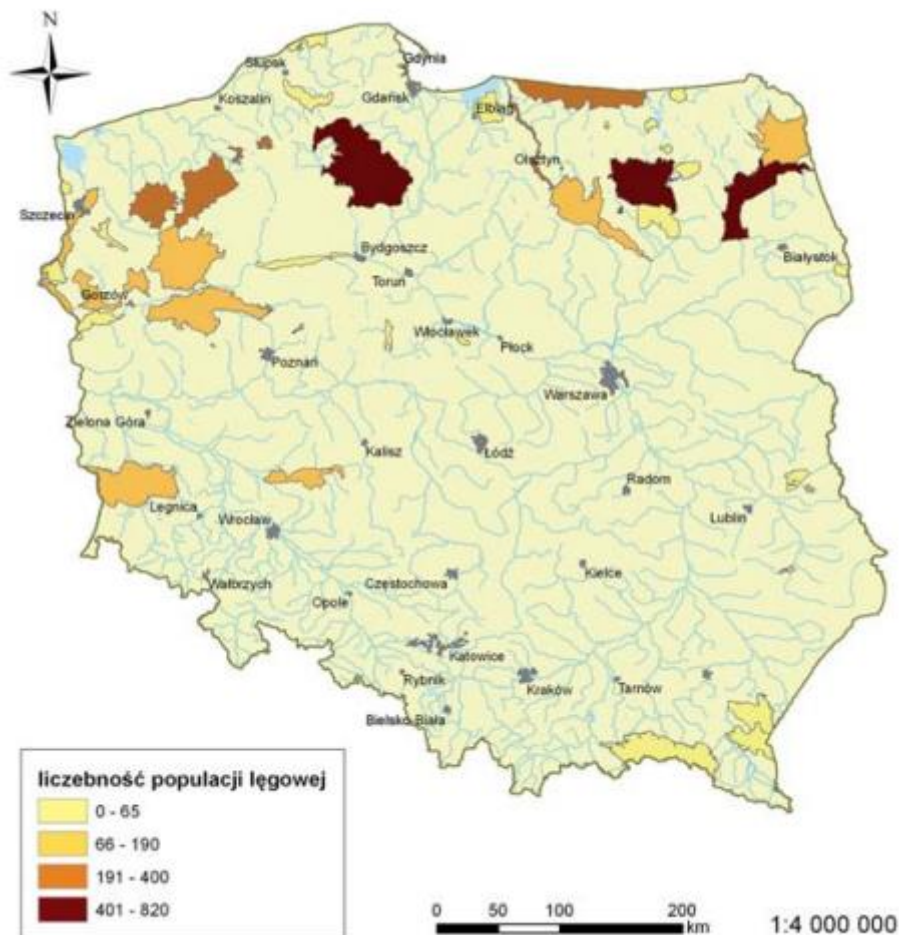 N
Gdynia
Słupsk
Gdańsk
Koszalin
Elbląg
Olsztyn
Szczecin
Bydgoszcz
Białystok
Toruń
Gorzów
Włocławek
Płock
Poznań
Warszawa
Zielona Góra
Kalisz
Łódź
Radom
Legnica
Lublin
Wrocław
Kielce
Wałbrzych
Częstochowa
Opole
Katowice
Rybnik
Kraków
Tarnów
Bielsko Biała
liczebność populacji lęgowej
0 - 65
66 - 190
191 - 400
401 - 820
0 50 100 200
km
1:4 000 000